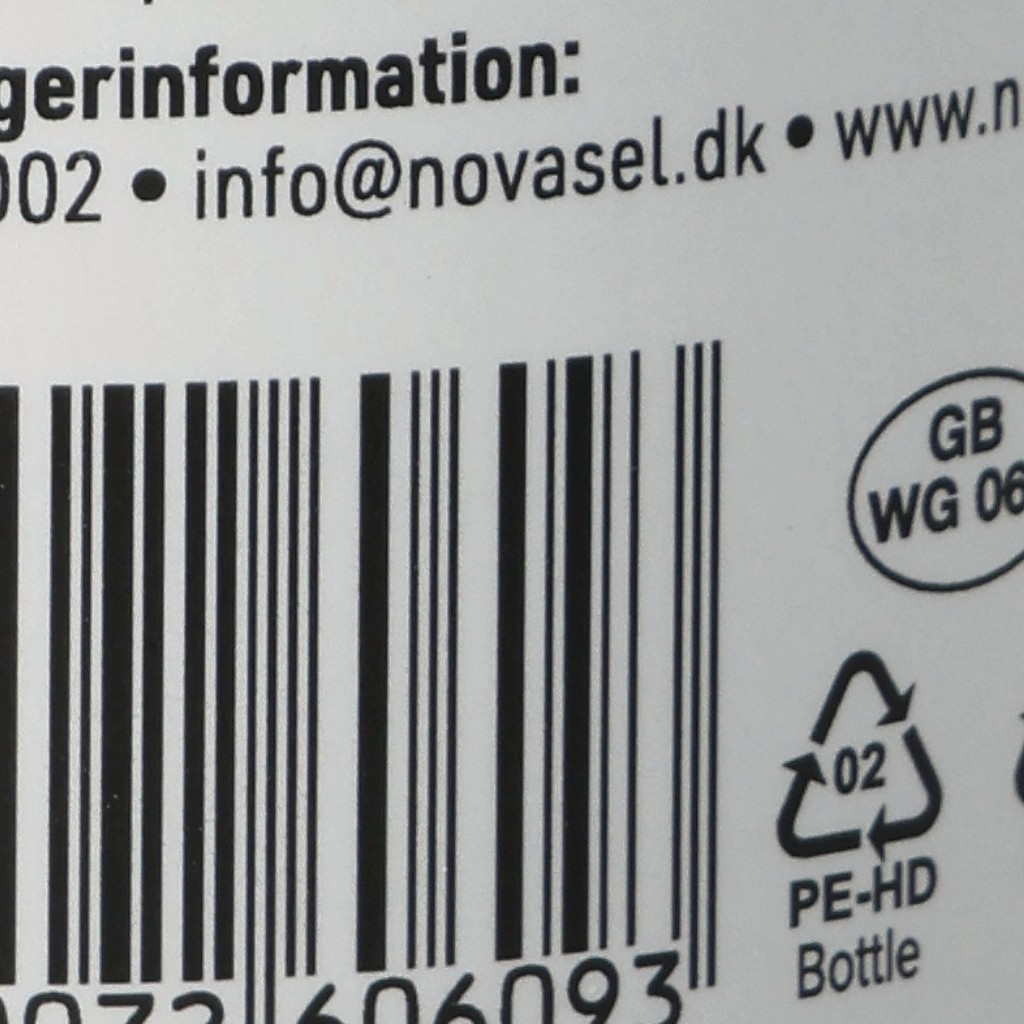 gerinformation:
002 • info@novasel.dk • www.n
GB
WG 06
02
PE-HD
Bottle
606093